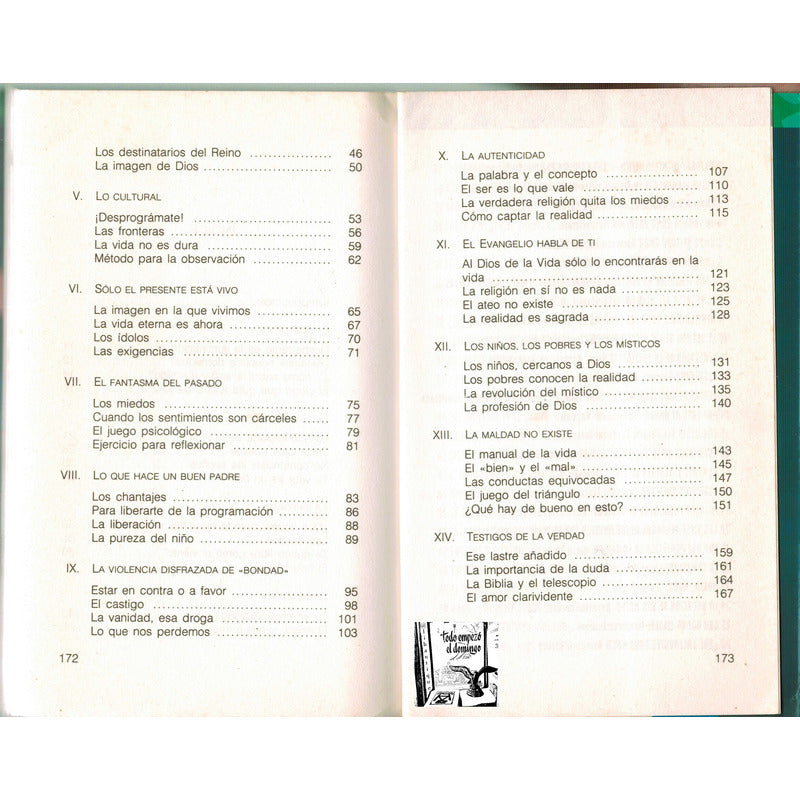 Los destinatarios del Reino .................. 46
La imagen de Dios ............................. 50
V. LO CULTURAL
¡Desprográmate! ............................... 53
Las fronteras .................................... 56
La vida no es dura ............................. 59
Método para la observación ................ 62
VI. SÓLO EL PRESENTE ESTÁ VIVO
La imagen en la que vivimos ............... 65
La vida eterna es ahora ...................... 67
Los ídolos ......................................... 70
Las exigencias ................................... 71
VII. EL FANTASMA DEL PASADO
Los miedos ....................................... 75
Cuando los sentimientos son cárceles ...... 77
El juego psicológico ........................... 79
Ejercicio para reflexionar .................... 81
VIII. LO QUE HACE UN BUEN PADRE
Los chantajes .................................... 83
Para liberarte de la programación ......... 86
La liberación ..................................... 88
La pureza del niño ............................. 89
IX. LA VIOLENCIA DISFRAZADA DE «BONDAD»
Estar en contra o a favor .................... 95
El castigo ......................................... 98
La vanidad, esa droga ........................ 101
Lo que nos perdemos ......................... 103
172
X. LA AUTENTICIDAD
La palabra y el concepto .................... 107
El ser es lo que vale .......................... 110
La verdadera religión quita los miedos ..... 113
Cómo captar la realidad ..................... 115
XI. EL EVANGELIO HABLA DE TI
Al Dios de la Vida sólo lo encontrarás en la
vida ................................................. 121
La religión en sí no es nada ................ 123
El ateo no existe ................................ 125
La realidad es sagrada ....................... 128
XII. LOS NIÑOS, LOS POBRES Y LOS MÍSTICOS
Los niños, cercanos a Dios ................. 131
Los pobres conocen la realidad ............ 133
La revolución del místico .................... 135
La profesión de Dios .......................... 140
XIII. LA MALDAD NO EXISTE
El manual de la vida .......................... 143
El «bien» y el «mal» .......................... 145
Las conductas equivocadas ................. 147
El juego del triángulo ......................... 150
¿Qué hay de bueno en esto? ............... 151
XIV. TESTIGOS DE LA VERDAD
Ese lastre añadido ............................. 159
La importancia de la duda ................... 161
La Biblia y el telescopio ...................... 164
El amor clarividente ............................ 167
todo empezó
el domingo
173